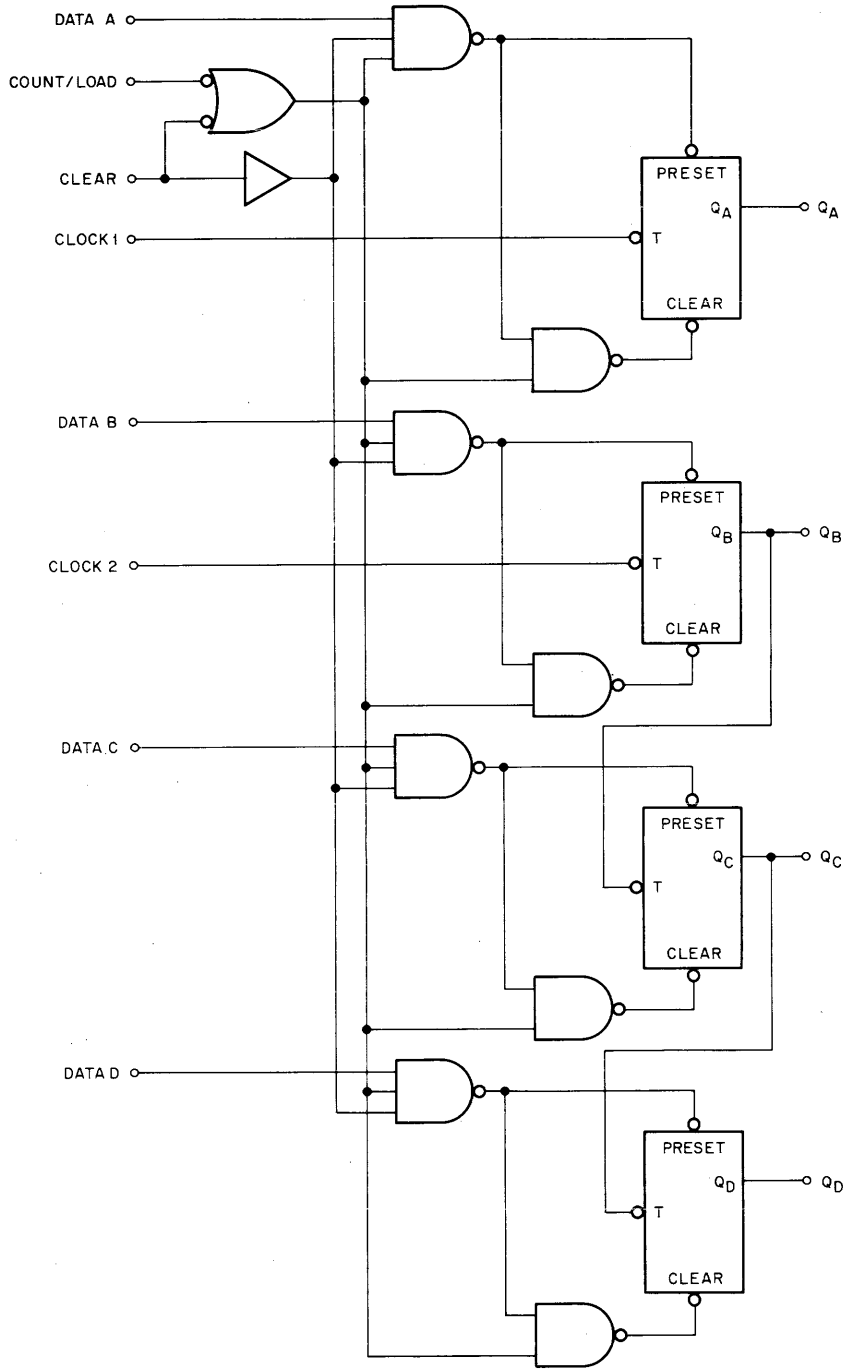 DATA A
COUNT/LOAD
CLEAR
PRESET
QA
QA
CLOCK 1
T
CLEAR
DATA B
PRESET
QB
QB
CLOCK 2
T
CLEAR
DATA C
PRESET
QC
QC
T
CLEAR
DATA D
PRESET
QD
QD
T
CLEAR